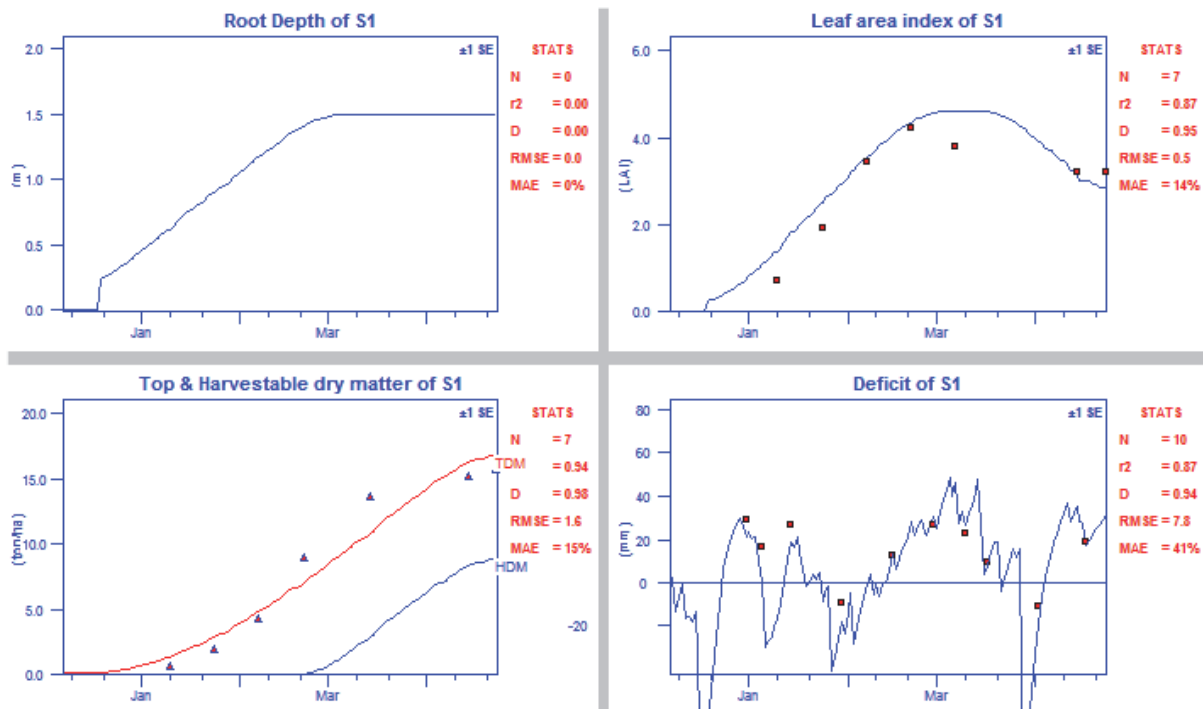 Root Depth of S1
±1 SE
STATS
N = 0
r2 = 0.00
D = 0.00
RMSE = 0.0
MAE = 0%
(m)
2.0
1.5
1.0
0.5
0.0
Jan
Mar
Leaf area index of S1
±1 SE
STATS
N = 7
r2 = 0.87
D = 0.95
RMSE = 0.5
MAE = 14%
(LAI)
6.0
4.0
2.0
0.0
Jan
Mar
Top & Harvestable dry matter of S1
±1 SE
STATS
N = 7
r2 = 0.94
D = 0.98
RMSE = 1.6
MAE = 15%
(ton/ha)
20.0
15.0
10.0
5.0
0.0
TDM
HDM
Jan
Mar
Deficit of S1
±1 SE
STATS
N = 10
r2 = 0.87
D = 0.94
RMSE = 7.8
MAE = 41%
(mm)
80
60
40
20
0
-20
Jan
Mar